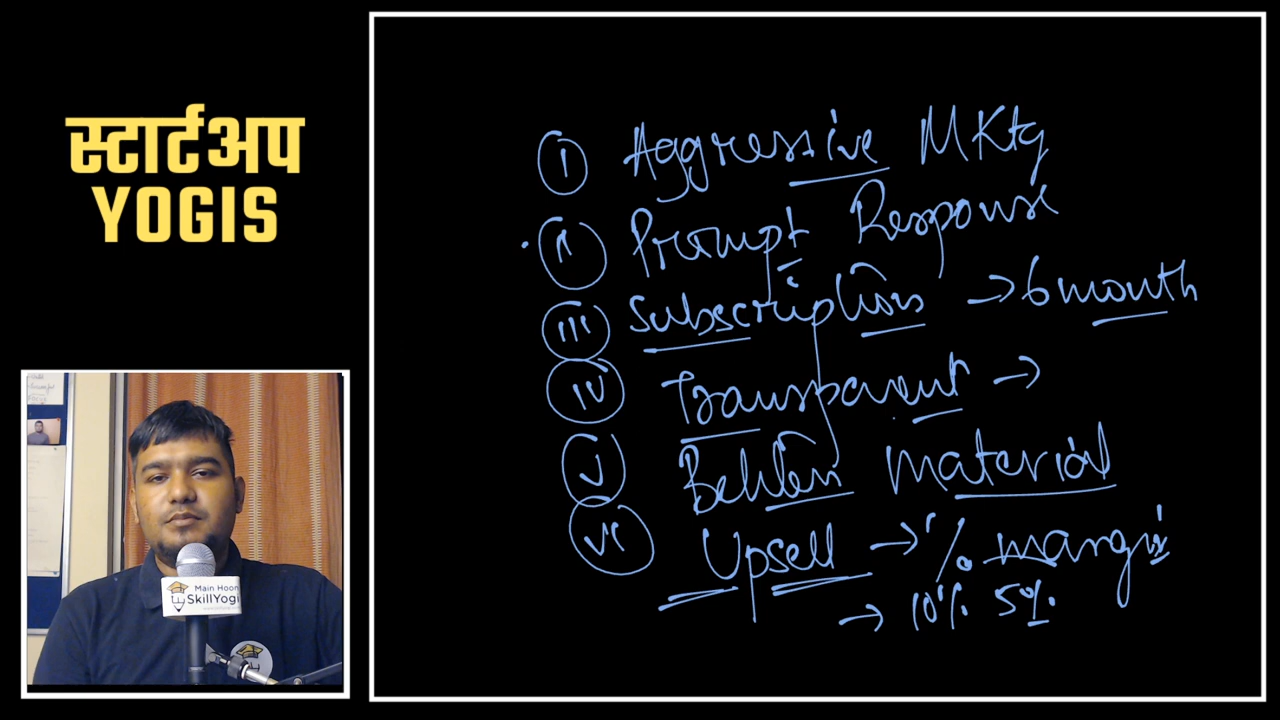 स्टार्टअप
YOGIS
I Aggressive Mktg
II Prompt Response
III Subscription → 6 month
IV Transparent →
V Material
VI Upsell → % margin
→ 10% 5%
Main Hoon
SkillYogi